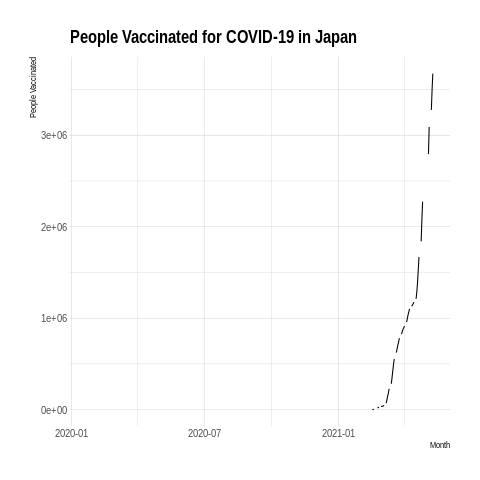 People Vaccinated for COVID-19 in Japan
People Vaccinated
3e+06
2e+06
1e+06
0e+00
2020-01 2020-07 2021-01
Month